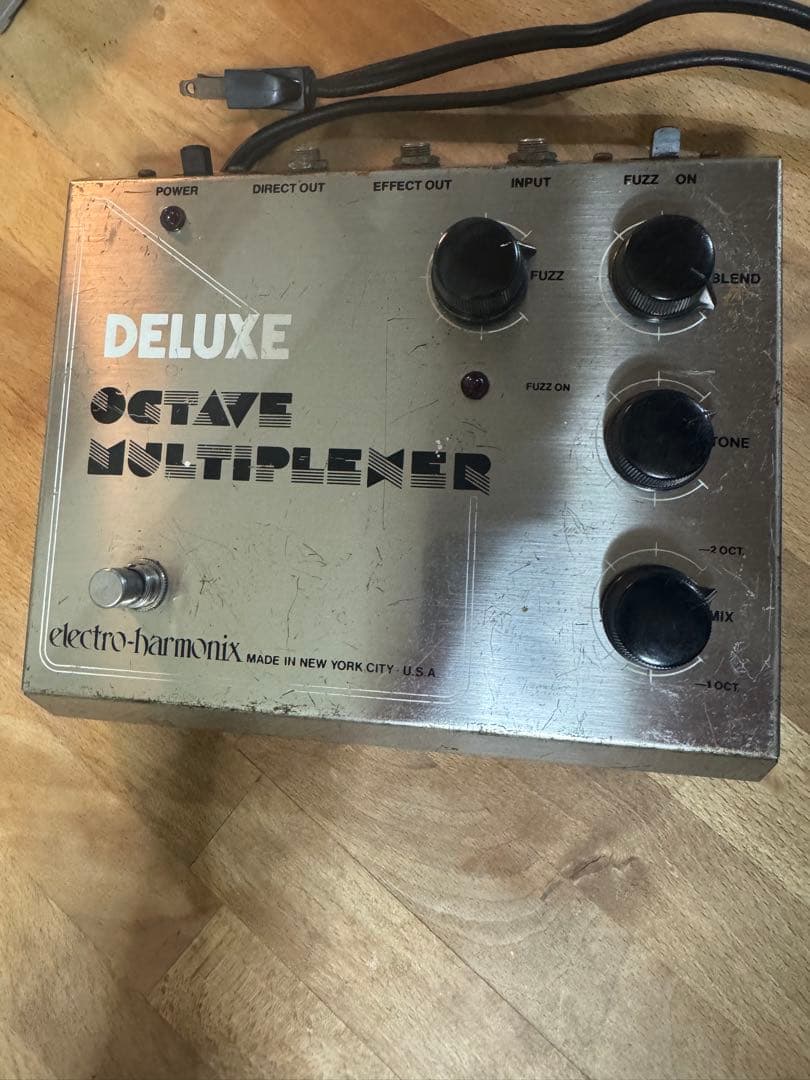 POWER
DIRECT OUT
EFFECT OUT
INPUT
FUZZ ON
FUZZ
BLEND
DELUXE
FUZZ ON
OCTAVE
MULTIPLEXER
TONE
—2 OCT.
MIX
electro-harmonix MADE IN NEW YORK CITY · U.S.A.
—1 OCT.